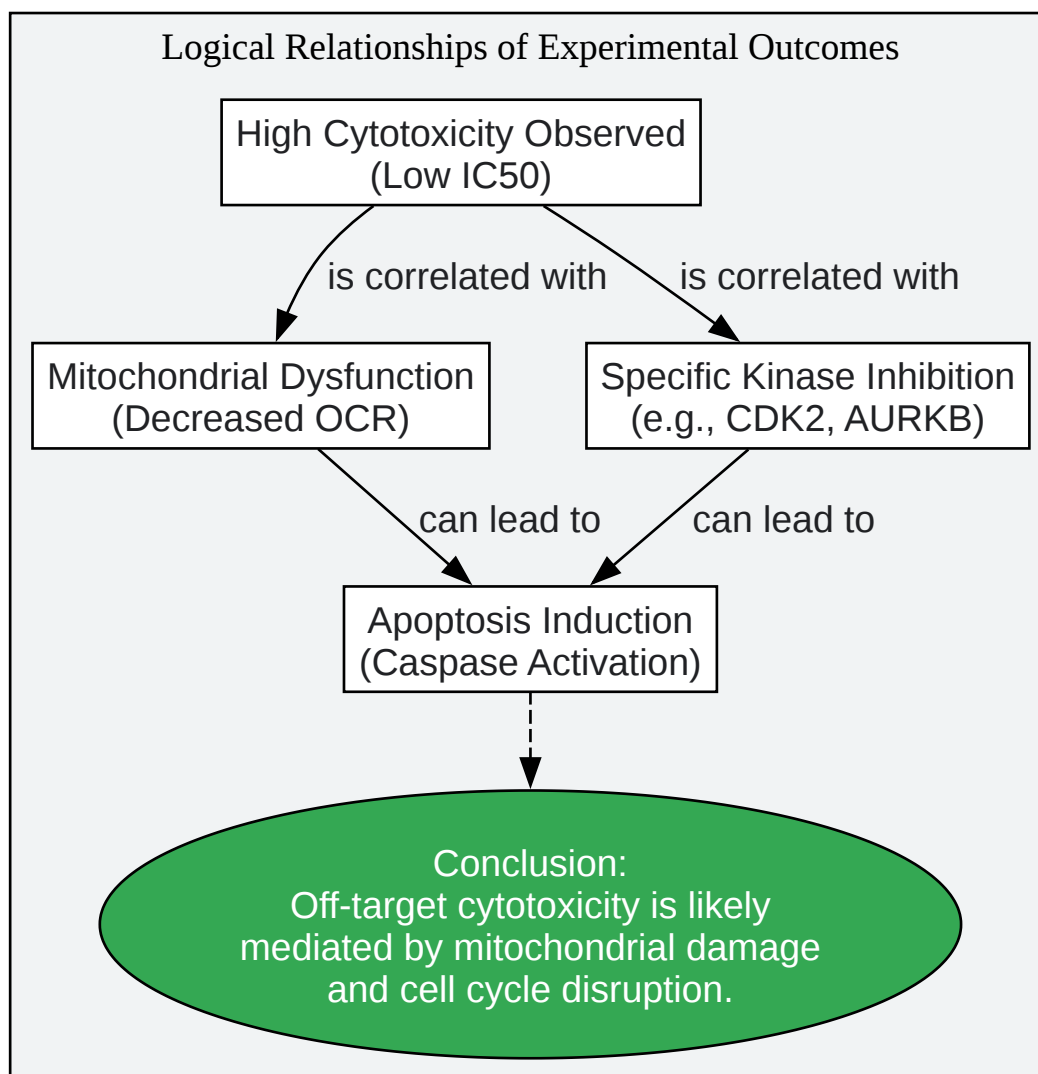 Logical Relationships of Experimental Outcomes
High Cytotoxicity Observed
(Low IC50)
is correlated with
is correlated with
Mitochondrial Dysfunction
(Decreased OCR)
Specific Kinase Inhibition
(e.g., CDK2, AURKB)
can lead to
can lead to
Apoptosis Induction
(Caspase Activation)
Conclusion:
Off-target cytotoxicity is likely
mediated by mitochondrial damage
and cell cycle disruption.